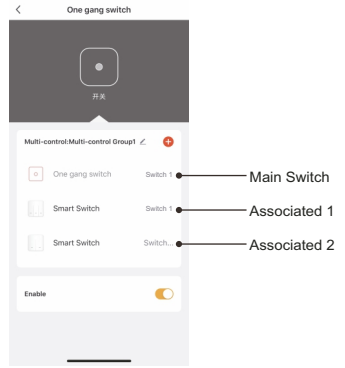 One gang switch
开关
Multi-control:Multi-control Group1
One gang switch Switch 1 Main Switch
Smart Switch Switch 1 Associated 1
Smart Switch Switch... Associated 2
Enable